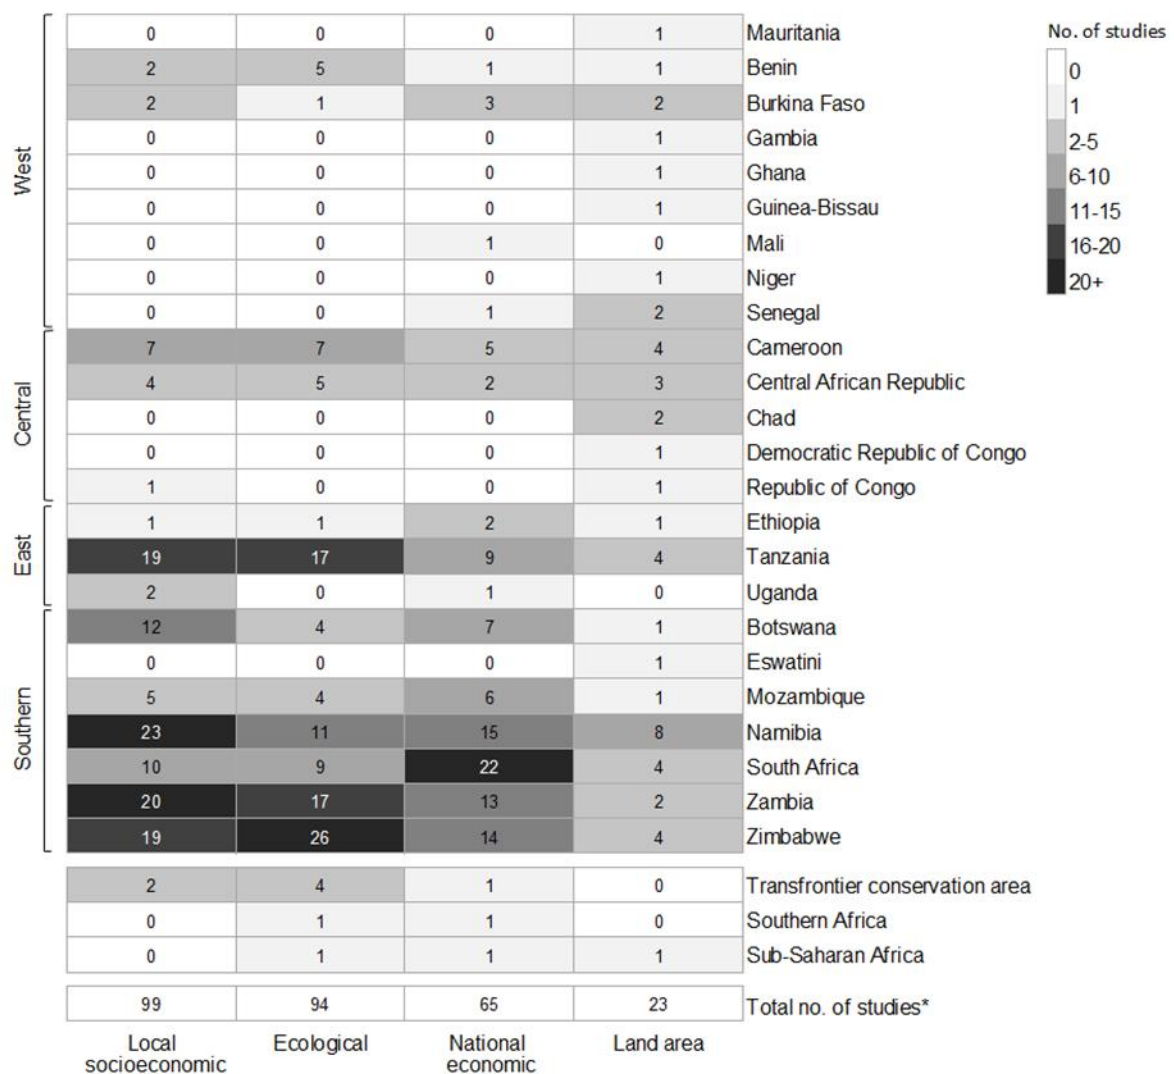 No. of studies
0
1
2-5
6-10
11-15
16-20
20+
West
0 0 0 1 Mauritania
2 5 1 1 Benin
2 1 3 2 Burkina Faso
0 0 0 1 Gambia
0 0 0 1 Ghana
0 0 0 1 Guinea-Bissau
0 0 1 0 Mali
0 0 0 1 Niger
0 0 1 2 Senegal
Central
7 7 5 4 Cameroon
4 5 2 3 Central African Republic
0 0 0 2 Chad
0 0 0 1 Democratic Republic of Congo
1 0 0 1 Republic of Congo
East
1 1 2 1 Ethiopia
19 17 9 4 Tanzania
2 0 1 0 Uganda
Southern
12 4 7 1 Botswana
0 0 0 1 Eswatini
5 4 6 1 Mozambique
23 11 15 8 Namibia
10 9 22 4 South Africa
20 17 13 2 Zambia
19 26 14 4 Zimbabwe
2 4 1 0 Transfrontier conservation area
0 1 1 0 Southern Africa
0 1 1 1 Sub-Saharan Africa
99 94 65 23 Total no. of studies*
Local
socioeconomic
Ecological
National
economic
Land area